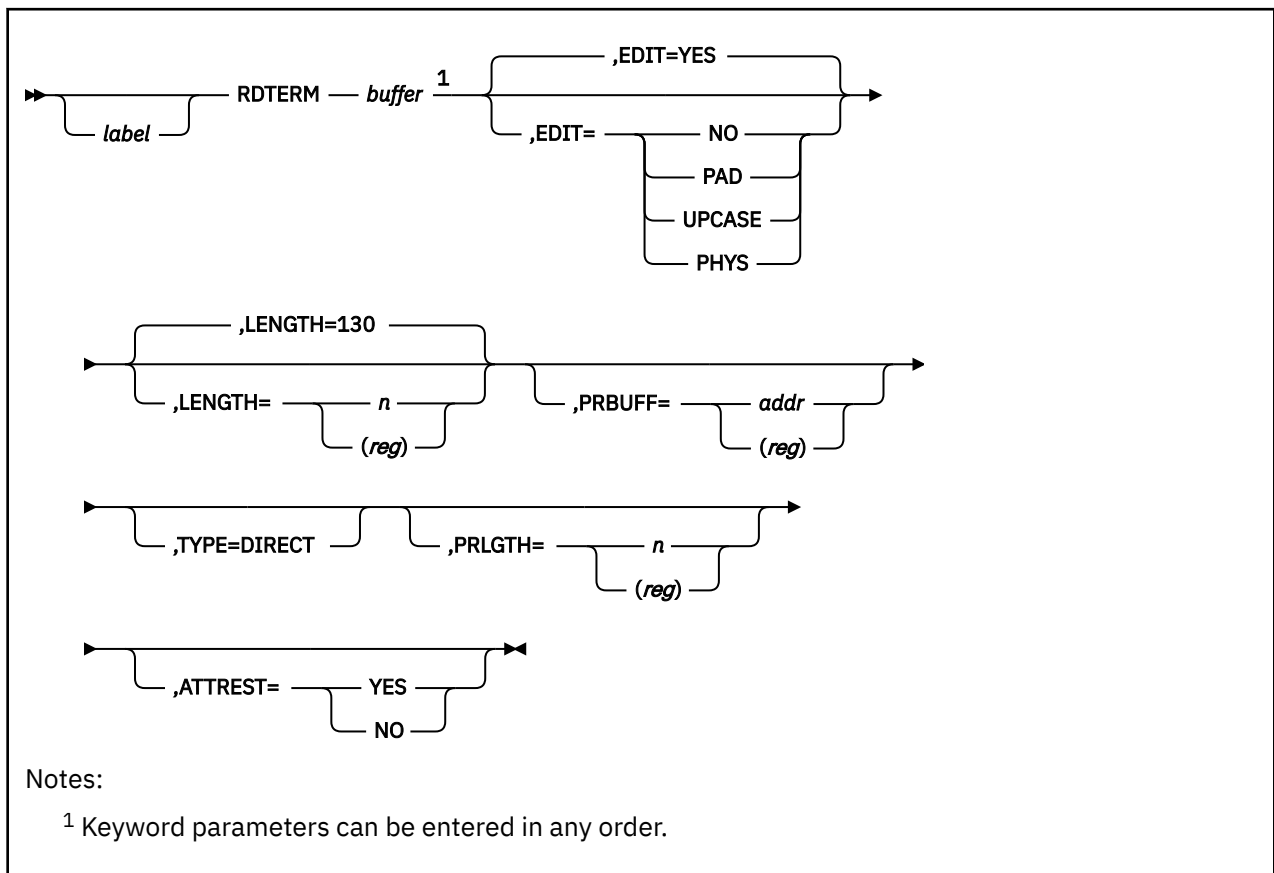 ,EDIT=YES
RDTERM buffer 1
label
,EDIT= NO
PAD
UPCASE
PHYS
,LENGTH=130
,LENGTH= n ,PRBUFF= addr
(reg) (reg)
,TYPE=DIRECT ,PRLGTH= n
(reg)
,ATTREST= YES
NO
Notes:
1 Keyword parameters can be entered in any order.